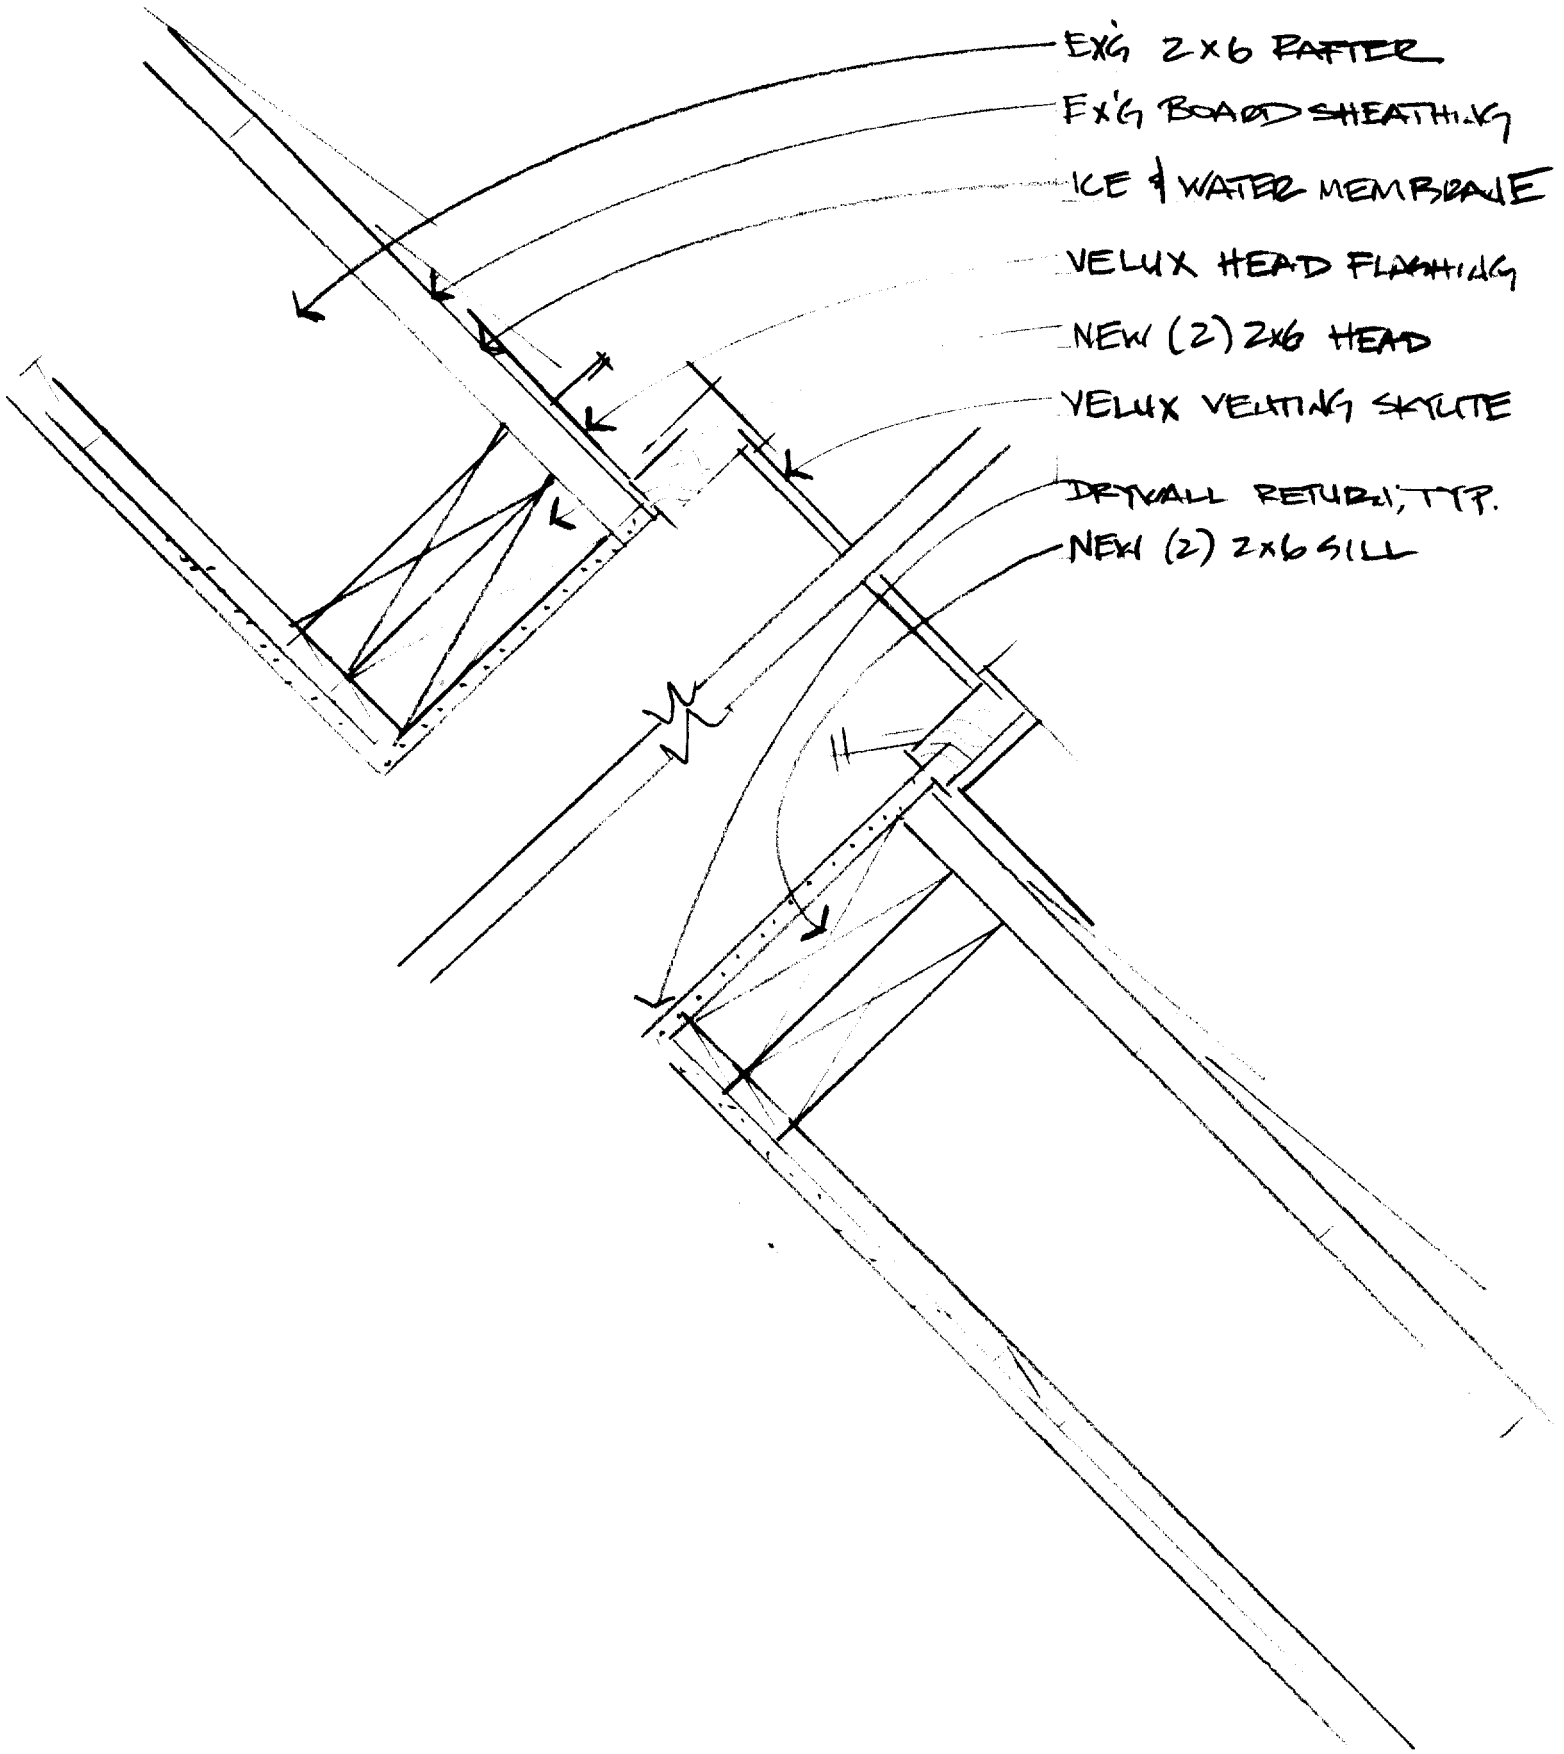 EX'G 2X6 RAFTER
EX'G BOARD SHEATHING
ICE & WATER MEMBRANE
VELUX HEAD FLASHING
NEW (2) 2X6 HEAD
VELUX VENTING SKYLITE
DRYWALL RETURN, TYP.
NEW (2) 2X6 SILL